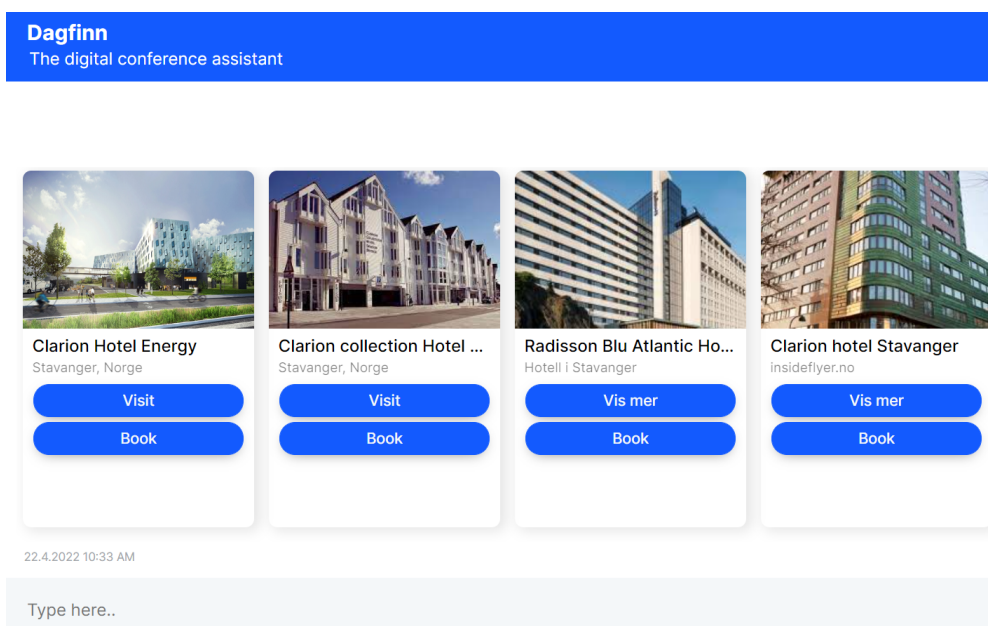 Dagfinn
The digital conference assistant
Clarion Hotel Energy
Stavanger, Norge
Visit
Book
Clarion collection Hotel ...
Stavanger, Norge
Visit
Book
Radisson Blu Atlantic Ho...
Hotell i Stavanger
Vis mer
Book
Clarion hotel Stavanger
insideflyer.no
Vis mer
Book
22.4.2022 10:33 AM
Type here..